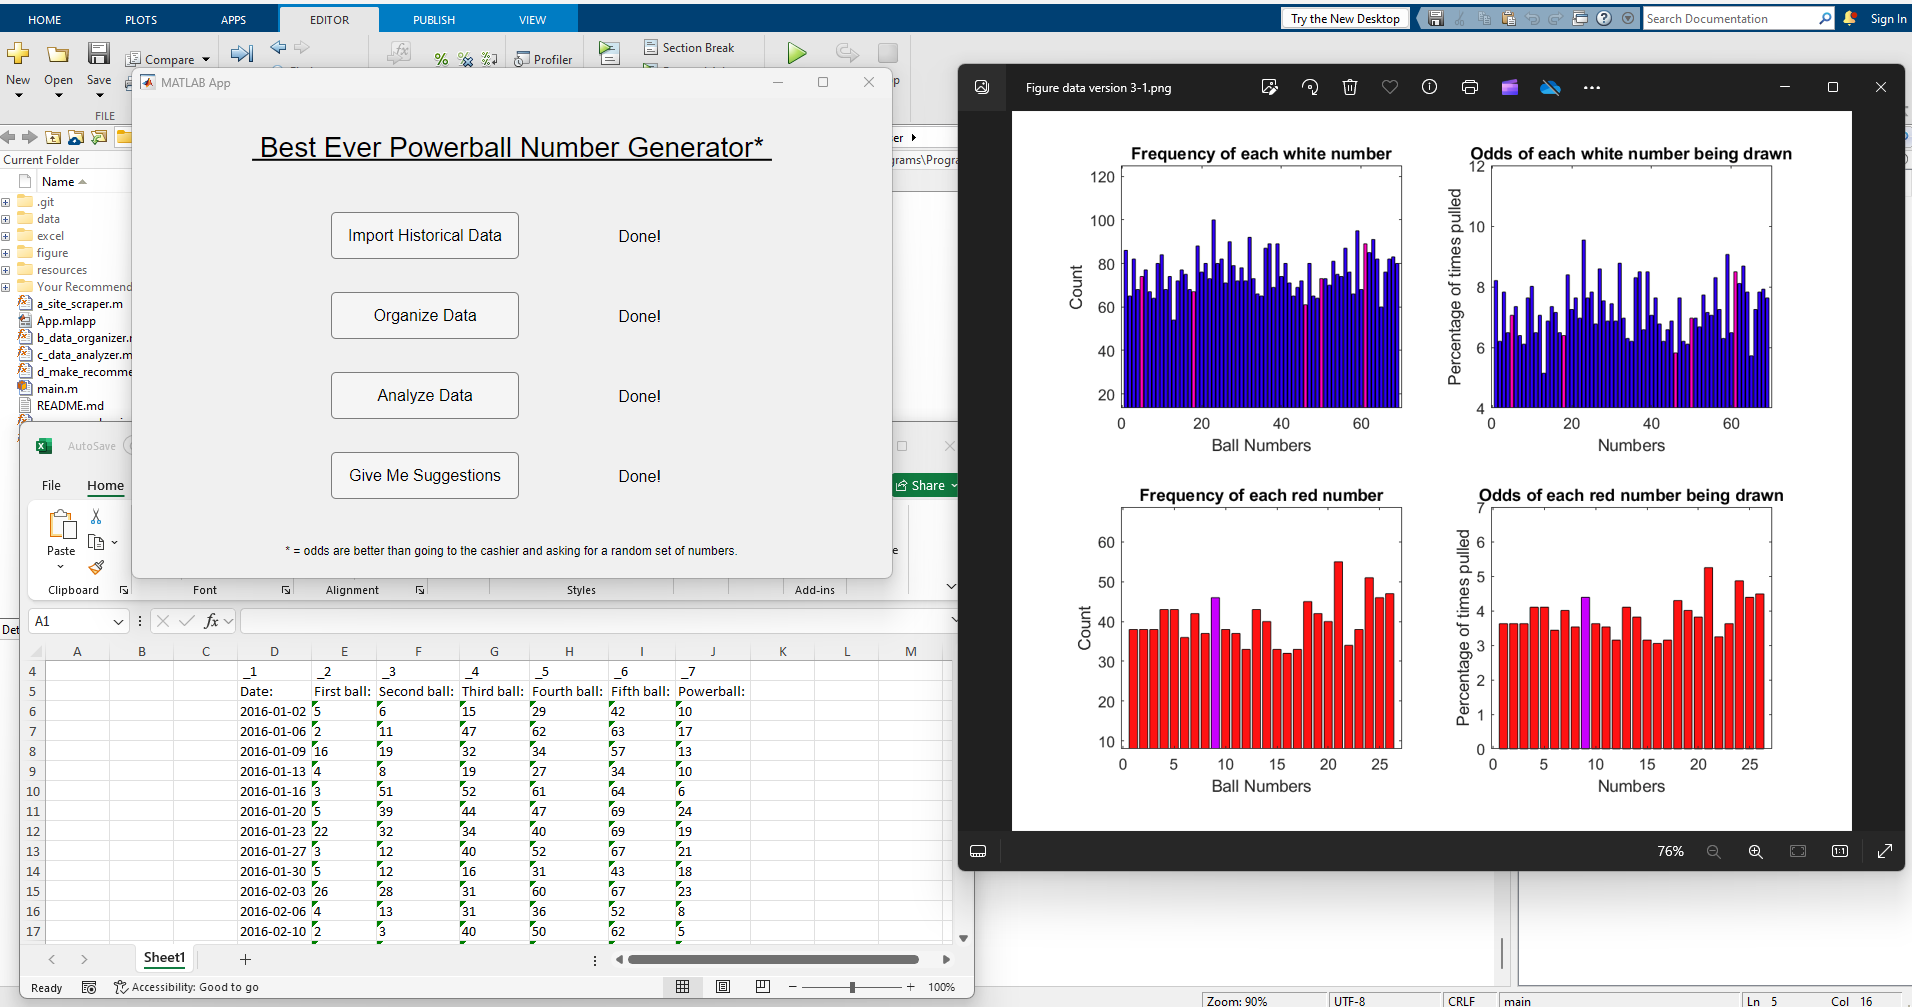 HOME PLOTS APPS EDITOR PUBLISH VIEW Try the New Desktop Search Documentation Sign In
Compare Section Break Profiler
New Open Save
FILE
Current Folder
Name
.git
data
excel
figure
resources
Your Recommend
a_site_scraper.m
App.mlapp
b_data_organizer.
c_data_analyzer.m
d_make_recomme
main.m
README.md
MATLAB App
Best Ever Powerball Number Generator*
Import Historical Data Done!
Organize Data Done!
Analyze Data Done!
Give Me Suggestions Done!
* = odds are better than going to the cashier and asking for a random set of numbers.
AutoSave
File Home Share
Paste
Clipboard Font Alignment Styles Add-ins
A1 fx
A B C D E F G H I J K L M
4 _1 _2 _3 _4 _5 _6 _7
5 Date: First ball: Second ball: Third ball: Fourth ball: Fifth ball: Powerball:
6 2016-01-02 5 6 15 29 42 10
7 2016-01-06 2 11 47 62 63 17
8 2016-01-09 16 19 32 34 57 13
9 2016-01-13 4 8 19 27 34 10
10 2016-01-16 3 51 52 61 64 6
11 2016-01-20 5 39 44 47 69 24
12 2016-01-23 22 32 34 40 69 19
13 2016-01-27 3 12 40 52 67 21
14 2016-01-30 5 12 16 31 43 18
15 2016-02-03 26 28 31 60 67 23
16 2016-02-06 4 13 31 36 52 8
17 2016-02-10 2 3 40 50 62 5
Sheet1
Ready Accessibility: Good to go 100%
Figure data version 3-1.png
Frequency of each white number
120
100
80
60
40
20
Count
0 20 40 60
Ball Numbers
Odds of each white number being drawn
12
10
8
6
4
Percentage of times pulled
0 20 40 60
Numbers
Frequency of each red number
60
50
40
30
20
10
Count
0 5 10 15 20 25
Ball Numbers
Odds of each red number being drawn
7
6
5
4
3
2
1
0
Percentage of times pulled
0 5 10 15 20 25
Numbers
76% 1:1
Zoom: 90% UTF-8 CRLF main Ln 5 Col 16